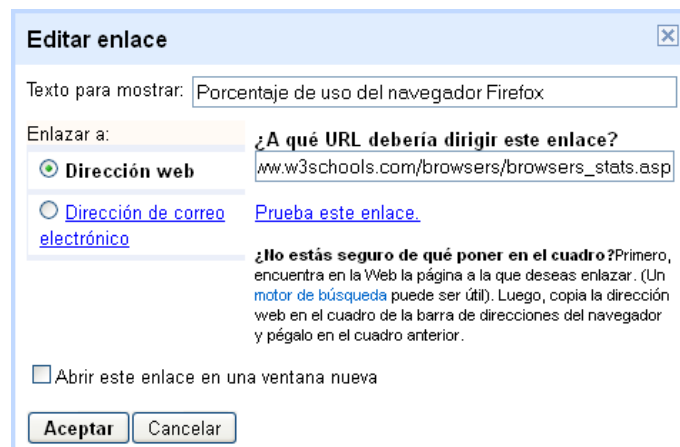 Editar enlace
Texto para mostrar: Porcentaje de uso del navegador Firefox
Enlazar a:
Dirección web
Dirección de correo
electrónico
¿A qué URL debería dirigir este enlace?
ww.w3schools.com/browsers/browsers_stats.asp
Prueba este enlace.
¿No estás seguro de qué poner en el cuadro?Primero,
encuentra en la Web la página a la que deseas enlazar. (Un
motor de búsqueda puede ser útil). Luego, copia la dirección
web en el cuadro de la barra de direcciones del navegador
y pégalo en el cuadro anterior.
Abrir este enlace en una ventana nueva
Aceptar Cancelar